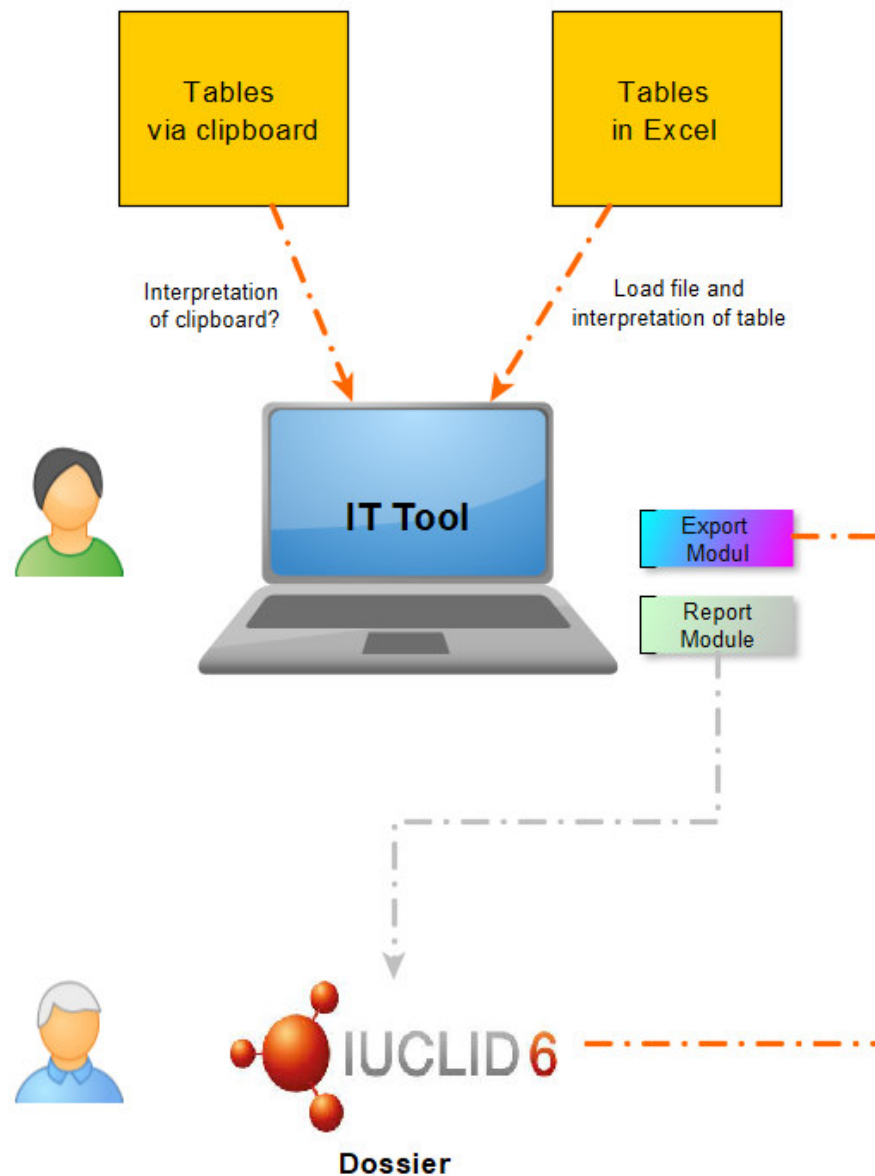 Tables
via clipboard
Tables
in Excel
Interpretation
of clipboard?
Load file and
interpretation of table
IT Tool
Export
Modul
Report
Module
IUCLID 6
Dossier